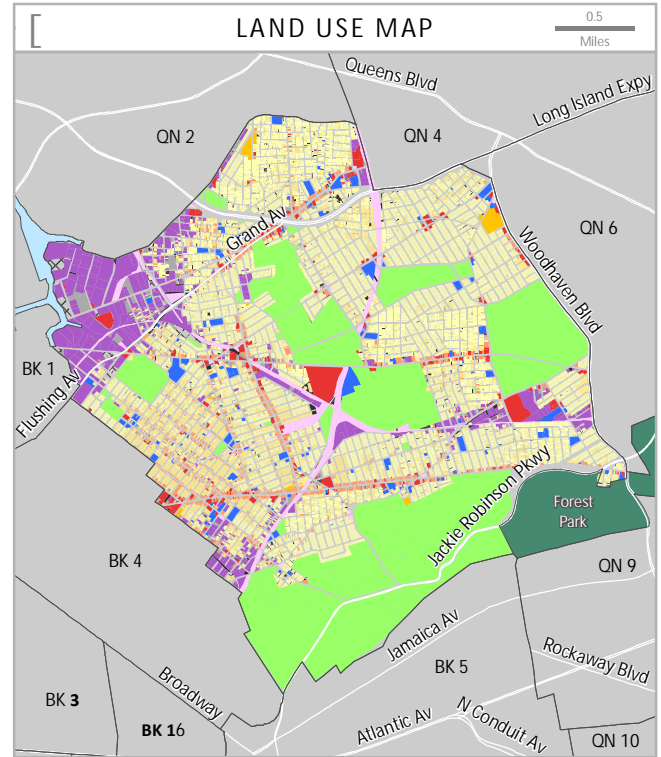 [
LAND USE MAP
0.5
Miles
Queens Blvd
Long Island Expy
QN 2
QN 4
QN 6
Grand Av
Woodhaven Blvd
BK 1
Flushing Av
Jackie Robinson Pkwy
Forest
Park
BK 4
QN 9
Jamaica Av
BK 5
Rockaway Blvd
Broadway
BK 3
BK 16
Atlantic Av
N Conduit Av
QN 10